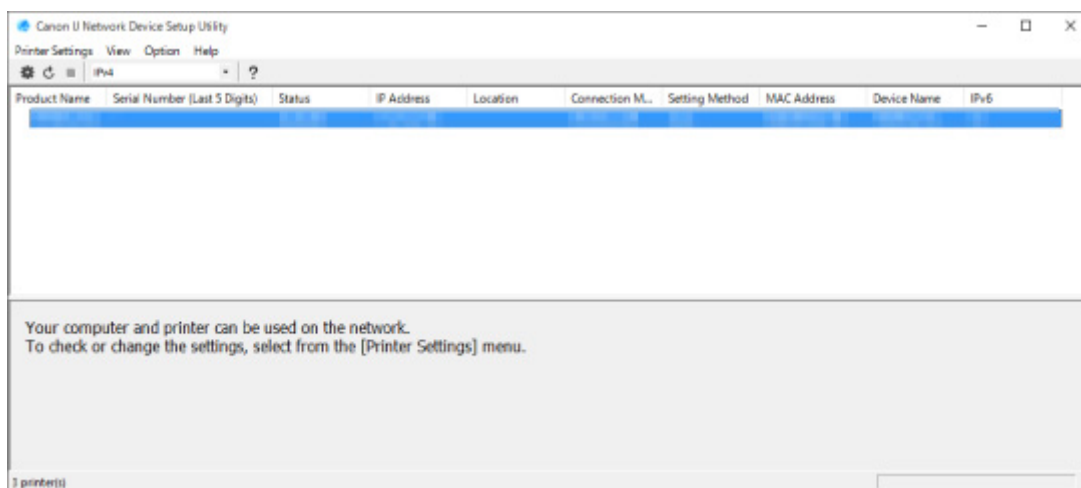 Canon IJ Network Device Setup Utility
Printer Settings View Option Help
IPv4 ?
Product Name Serial Number (Last 5 Digits) Status IP Address Location Connection M... Setting Method MAC Address Device Name IPv6
Your computer and printer can be used on the network.
To check or change the settings, select from the [Printer Settings] menu.
1 printer(s)